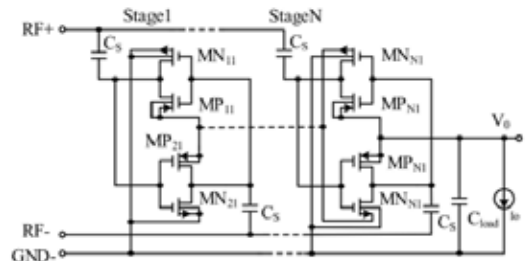 Stage1 StageN
RF+
CS CS
MN11 MNN1
MP11 MPN1
MP21 V0
MPN1
MN21 MNN1
CS CS Cload Io
RF-
GND-